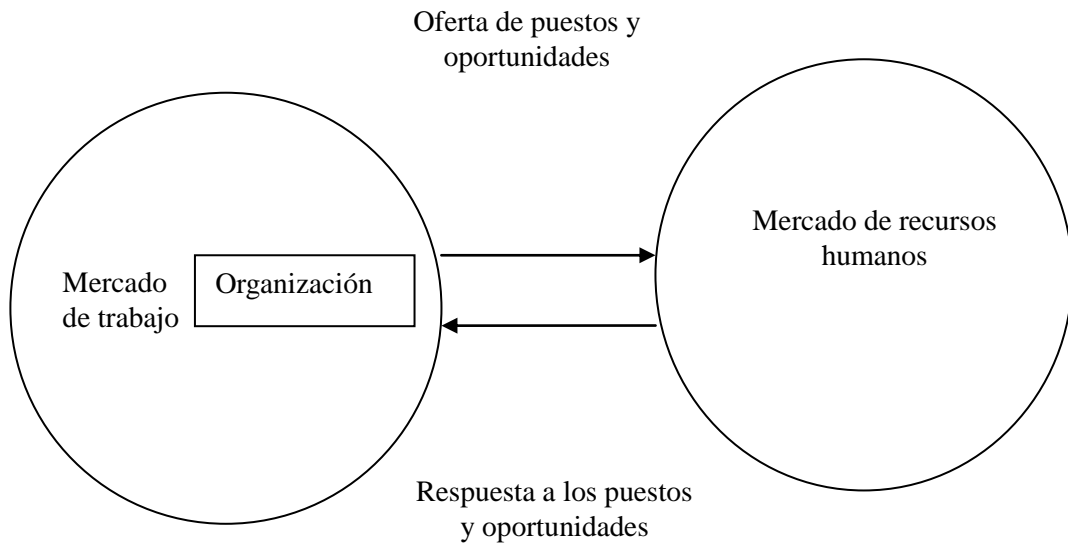 Oferta de puestos y
oportunidades
Mercado de recursos
humanos
Mercado
de trabajo
Organización
Respuesta a los puestos
y oportunidades